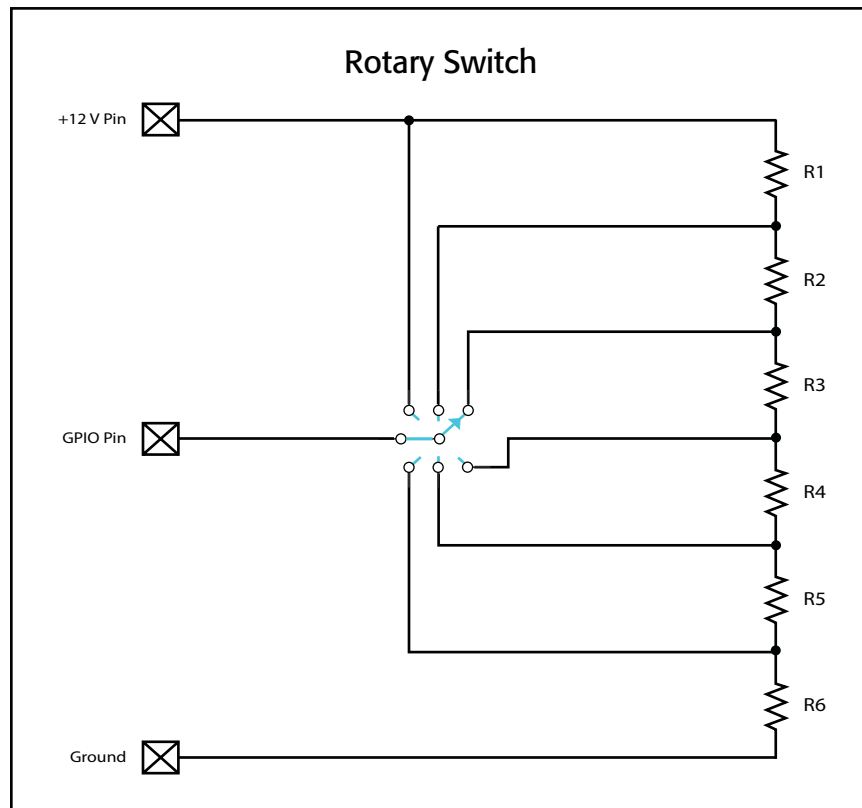 Rotary Switch
+12 V Pin
R1
R2
R3
GPIO Pin
R4
R5
R6
Ground